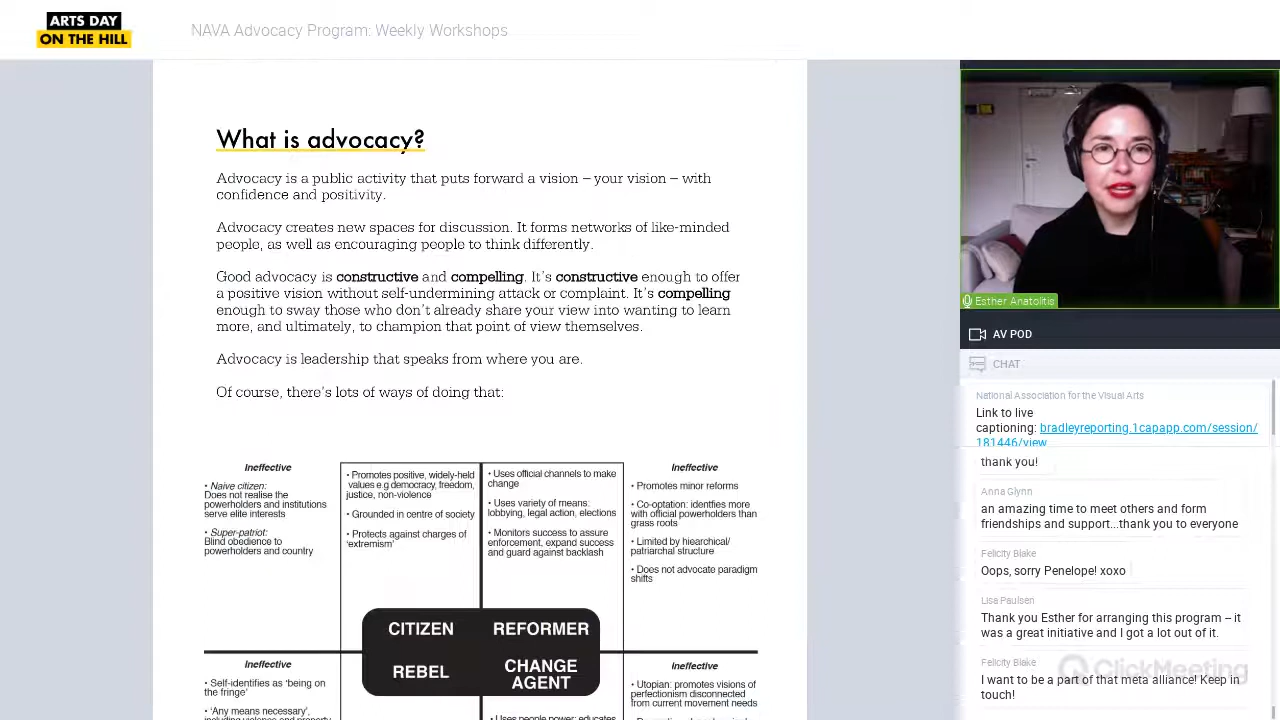 ARTS DAY
ON THE HILL
NAVA Advocacy Program: Weekly Workshops
What is advocacy?
Advocacy is a public activity that puts forward a vision – your vision – with
confidence and positivity.
Advocacy creates new spaces for discussion. It forms networks of like-minded
people, as well as encouraging people to think differently.
Good advocacy is constructive and compelling. It's constructive enough to offer
a positive vision without self-undermining attack or complaint. It's compelling
enough to sway those who don't already share your view into wanting to learn
more, and ultimately, to champion that point of view themselves.
Advocacy is leadership that speaks from where you are.
Of course, there's lots of ways of doing that:
Ineffective
• Naive citizen:
Does not realise the
powerholders and institutions
serve elite interests
• Super-patriot:
Blind obedience to
powerholders and country
• Promotes positive, widely-held
values e.g democracy, freedom,
justice, non-violence
• Grounded in centre of society
• Protects against charges of
'extremism'
• Uses official channels to make
change
• Uses variety of means:
lobbying, legal action, elections
• Monitors success to assure
enforcement, expand success
and guard against backlash
Ineffective
• Promotes minor reforms
• Co-optation: identfies more
with official powerholders than
grass roots
• Limited by hiearchical/
patriarchal structure
• Does not advocate paradigm
shifts
CITIZEN
REFORMER
REBEL
CHANGE
AGENT
Ineffective
• Self-identifies as 'being on
the fringe'
• 'Any means necessary',
including violence and property
• Uses people power: educates
Ineffective
• Utopian: promotes visions of
perfectionism disconnected
from current movement needs
Esther Anatolitis
AV POD
CHAT
National Association for the Visual Arts
Link to live
captioning: bradleyreporting.1capapp.com/session/
181446/view
thank you!
Anna Glynn
an amazing time to meet others and form
friendships and support...thank you to everyone
Felicity Blake
Oops, sorry Penelope! xoxo
Lisa Paulsen
Thank you Esther for arranging this program – it
was a great initiative and I got a lot out of it.
Felicity Blake
I want to be a part of that meta alliance! Keep in
touch!
ClickMeeting